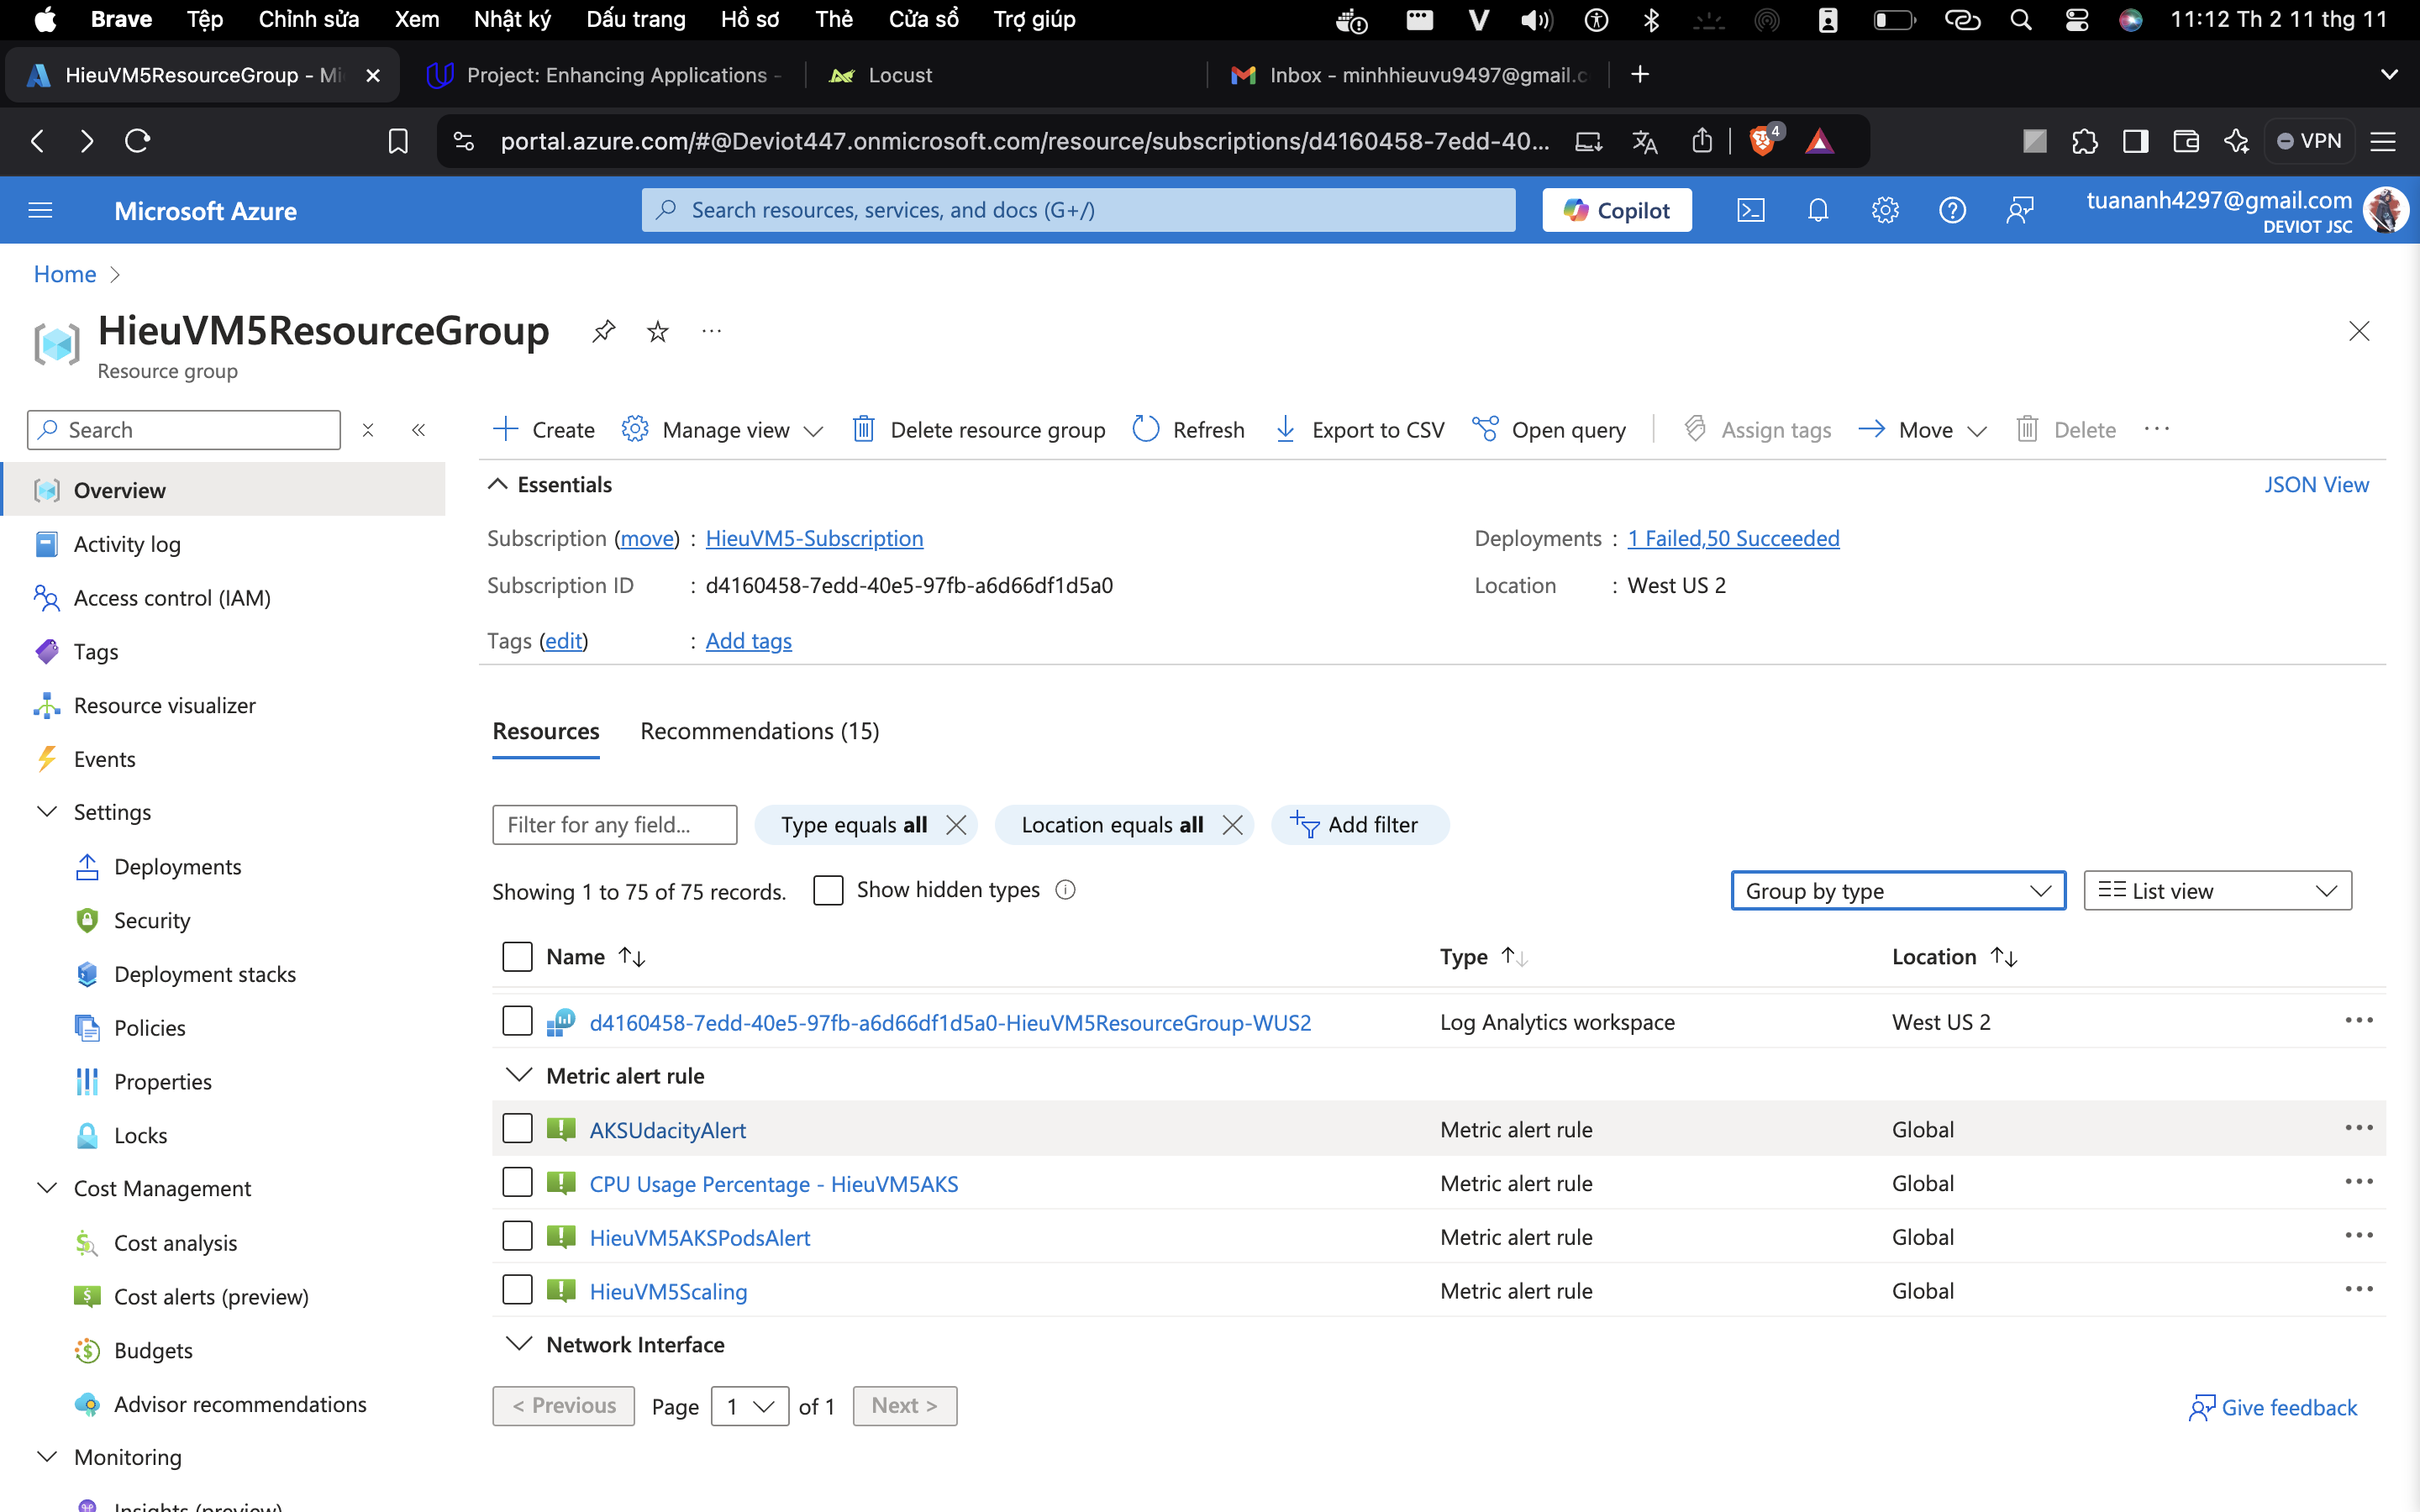 Brave Tệp Chỉnh sửa Xem Nhật ký Dấu trang Hồ sơ Thẻ Cửa sổ Trợ giúp 11:12 Th 2 11 thg 11
HieuVM5ResourceGroup - Mi Project: Enhancing Applications - Locust Inbox - minhhieuvu9497@gmail.c
portal.azure.com/#@Deviot447.onmicrosoft.com/resource/subscriptions/d4160458-7edd-40... 4 VPN
Microsoft Azure Search resources, services, and docs (G+/) Copilot tuananh4297@gmail.com
DEVIOT JSC
Home
HieuVM5ResourceGroup
Resource group
Search
Create Manage view Delete resource group Refresh Export to CSV Open query Assign tags Move Delete
Overview
Activity log
Access control (IAM)
Tags
Resource visualizer
Events
Settings
Deployments
Security
Deployment stacks
Policies
Properties
Locks
Cost Management
Cost analysis
Cost alerts (preview)
Budgets
Advisor recommendations
Monitoring
Insights (preview)
Essentials JSON View
Subscription (move) : HieuVM5-Subscription Deployments : 1 Failed,50 Succeeded
Subscription ID : d4160458-7edd-40e5-97fb-a6d66df1d5a0 Location : West US 2
Tags (edit) : Add tags
Resources Recommendations (15)
Filter for any field... Type equals all Location equals all Add filter
Showing 1 to 75 of 75 records. Show hidden types Group by type List view
Name Type Location
d4160458-7edd-40e5-97fb-a6d66df1d5a0-HieuVM5ResourceGroup-WUS2 Log Analytics workspace West US 2
Metric alert rule
AKSUdacityAlert Metric alert rule Global
CPU Usage Percentage - HieuVM5AKS Metric alert rule Global
HieuVM5AKSPodsAlert Metric alert rule Global
HieuVM5Scaling Metric alert rule Global
Network Interface
< Previous Page 1 of 1 Next > Give feedback